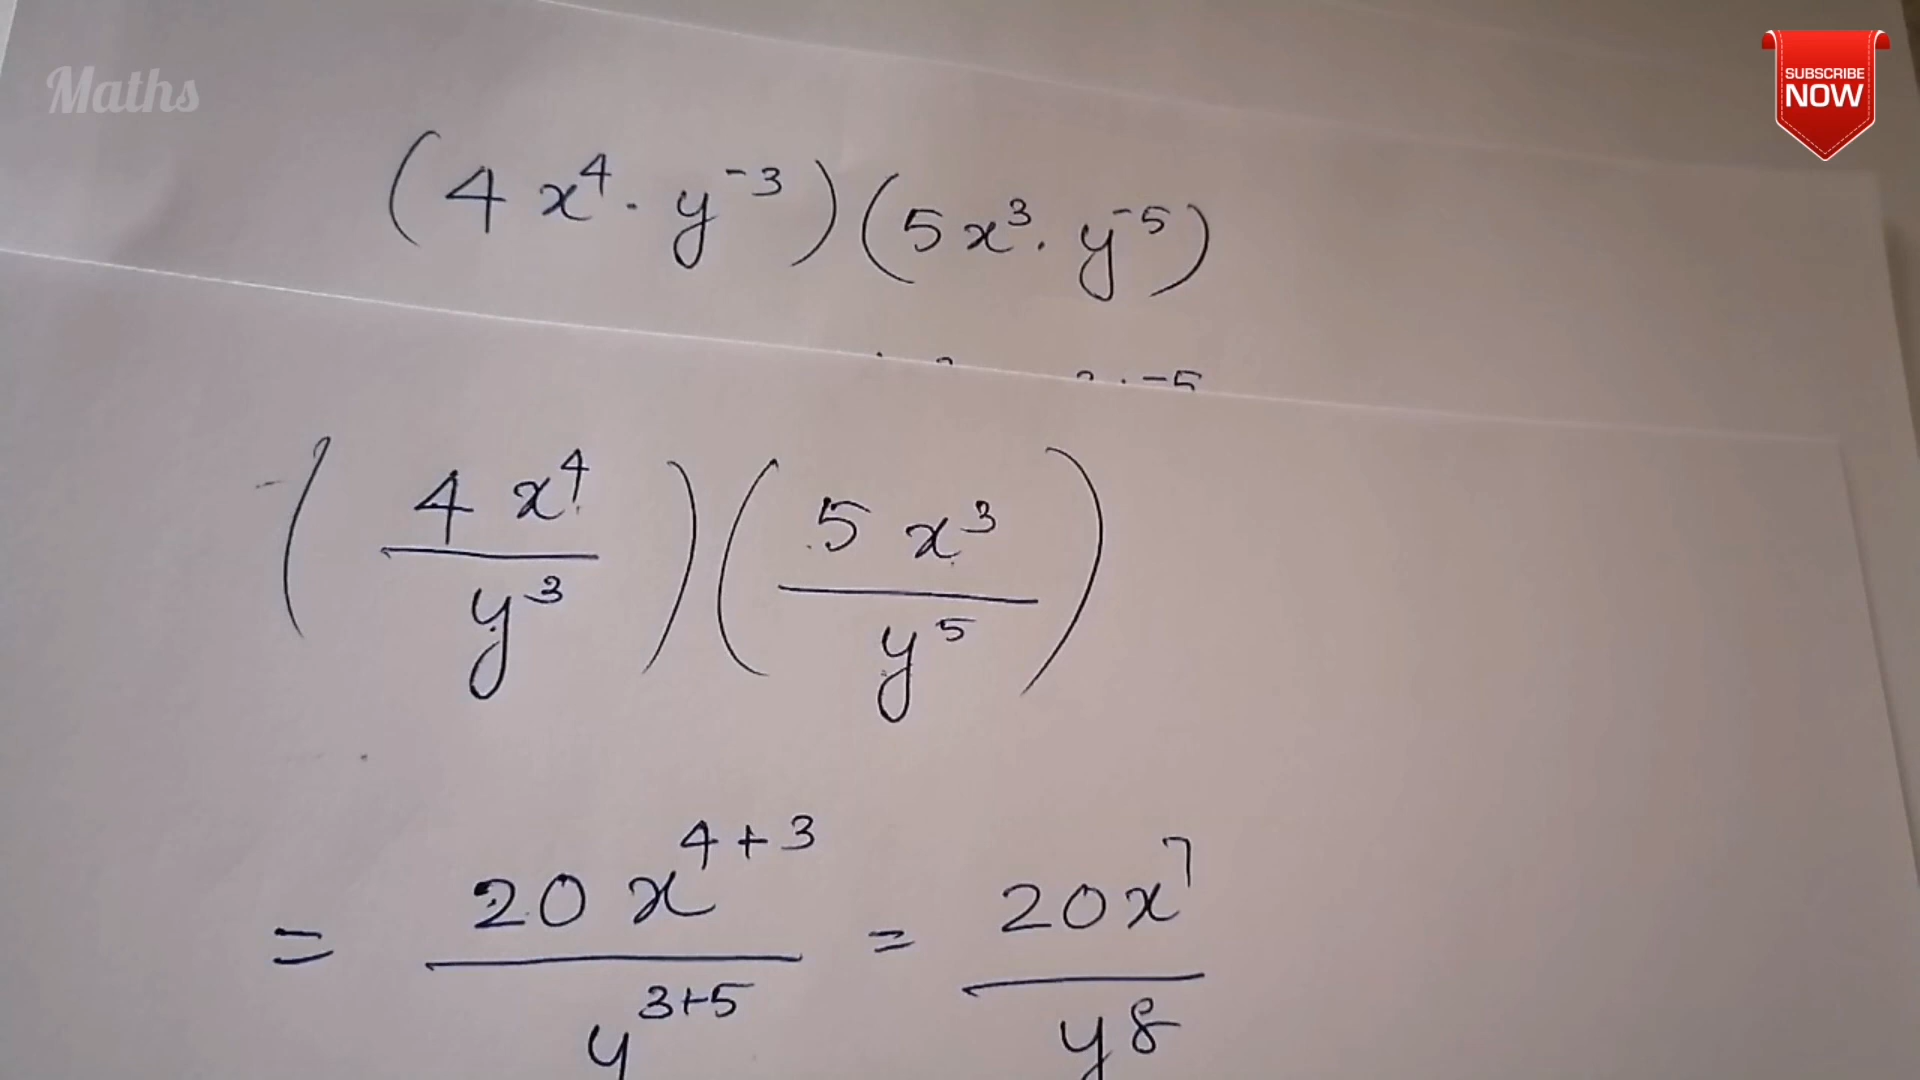 Maths
SUBSCRIBE
NOW
(4x⁴·y⁻³)(5x³·y⁻⁵)
(4x⁴/y³)(5x³/y⁵)
= 20x⁴⁺³/y³⁺⁵ = 20x⁷/y⁸